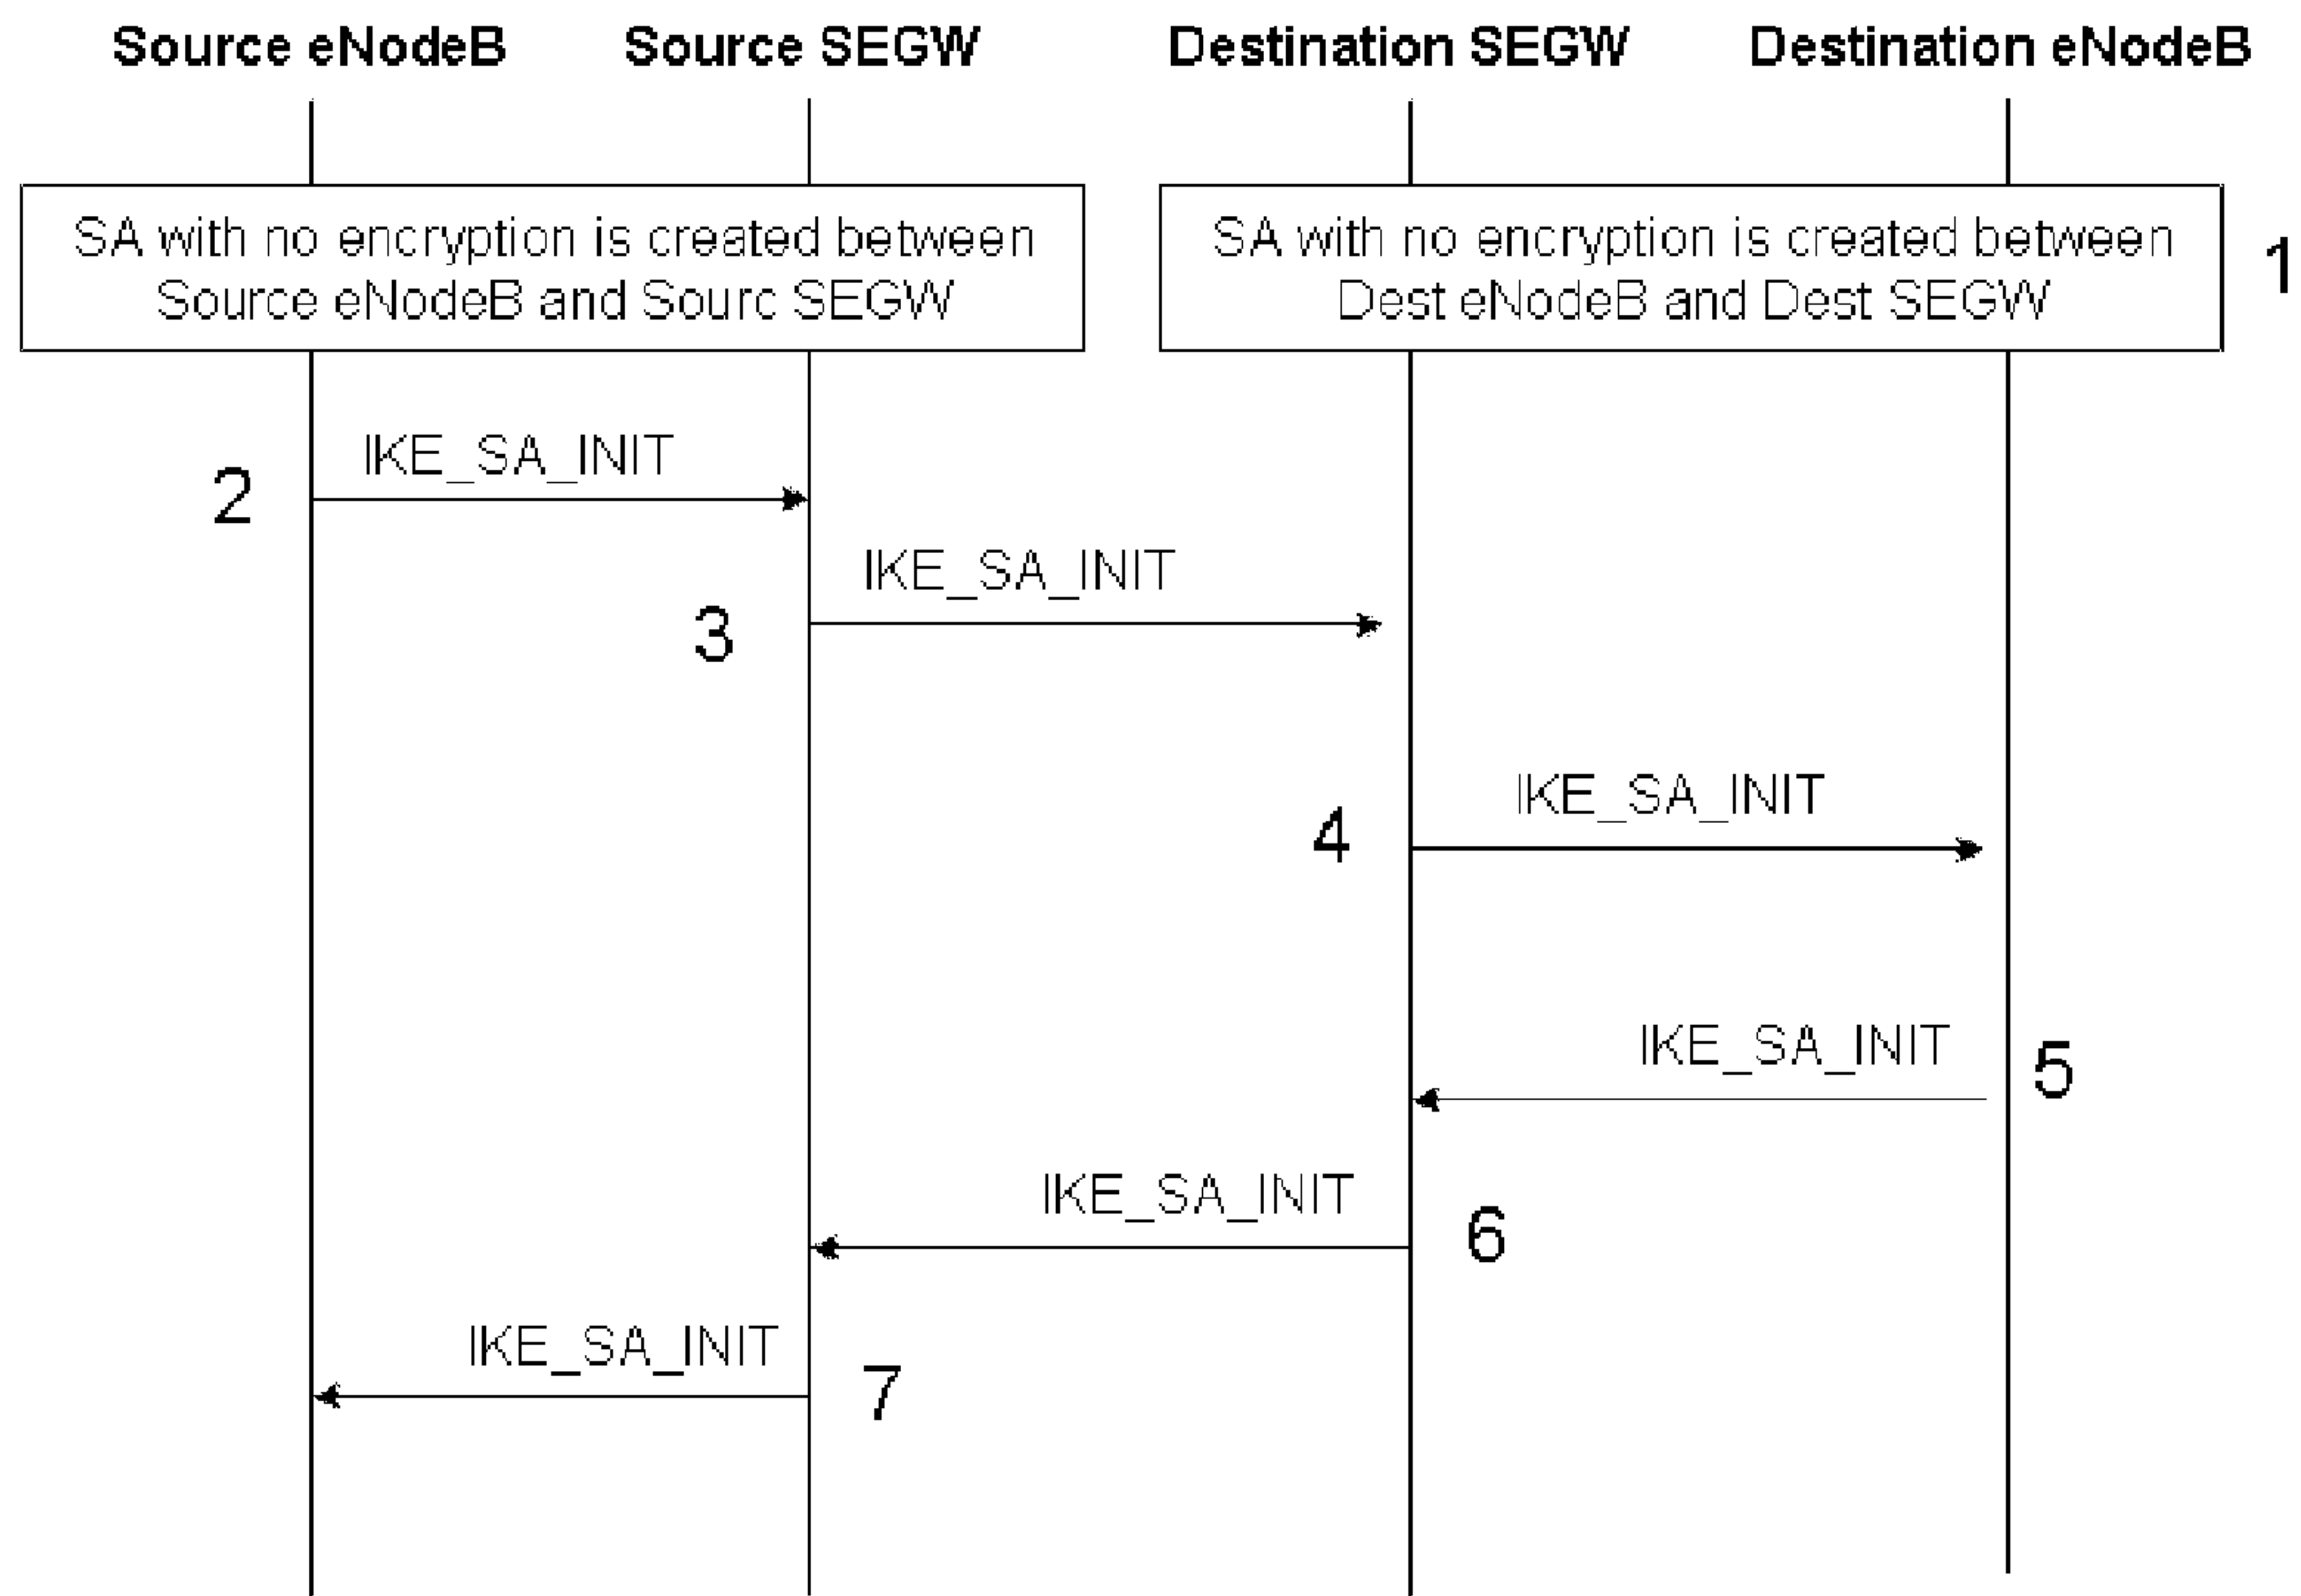 Source eNodeB Source SEGW Destination SEGW Destination eNodeB
SA with no encryption is created between
Source eNodeB and Sourc SEGW
SA with no encryption is created between
Dest eNodeB and Dest SEGW
1
IKE_SA_INIT
2
IKE_SA_INIT
3
IKE_SA_INIT
4
IKE_SA_INIT
5
IKE_SA_INIT
6
IKE_SA_INIT
7